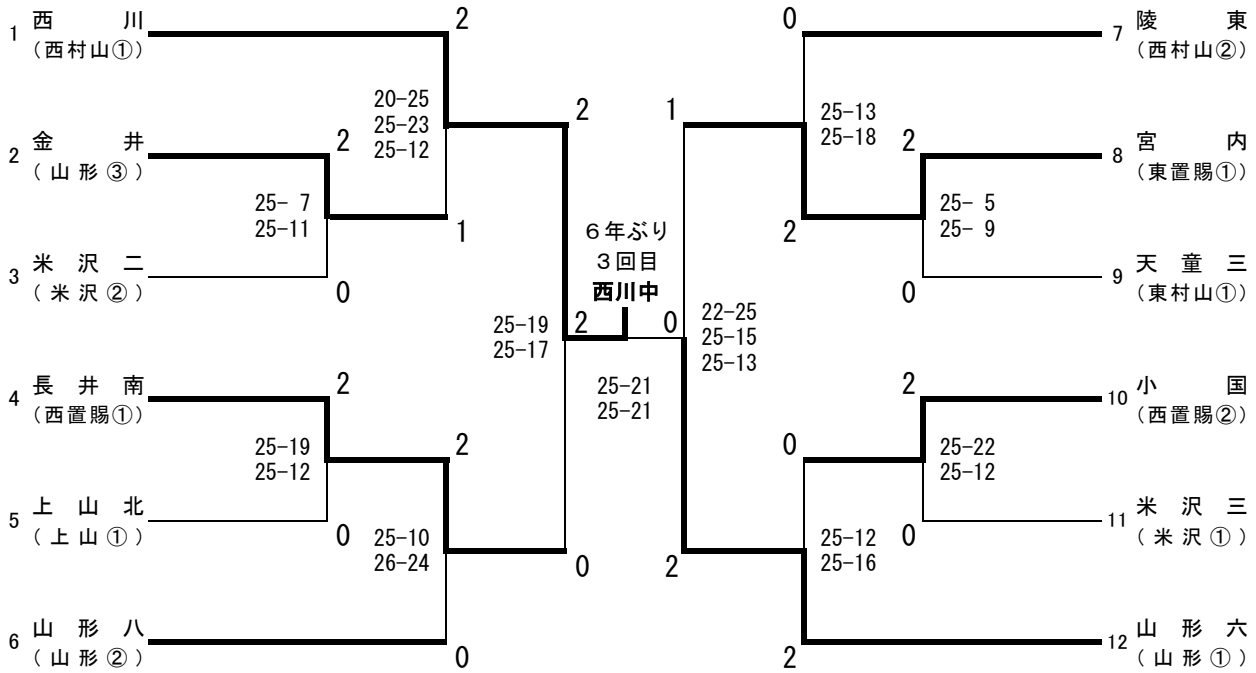 1 西川 2
(西村山①)
20-25
25-23
25-12
2 金井 2
(山形③)
25- 7
25-11
1
3 米沢二
(米沢②)
0
2
25-19
25-17
4 長井南 2
(西置賜①)
25-19
25-12
2
5 上山北
(上山①)
0
25-10
26-24
0
6 山形八
(山形②)
0
6年ぶり
3回目
西川中
2 0
25-21
25-21
0 7 陵東
(西村山②)
1
25-13
25-18
2 8 宮内
(東置賜①)
25- 5
25- 9
2
9 天童三
(東村山①)
0
22-25
25-15
25-13
2 10 小国
(西置賜②)
25-22
25-12
0
11 米沢三
(米沢①)
0
25-12
25-16
2
12 山形六
(山形①)
2